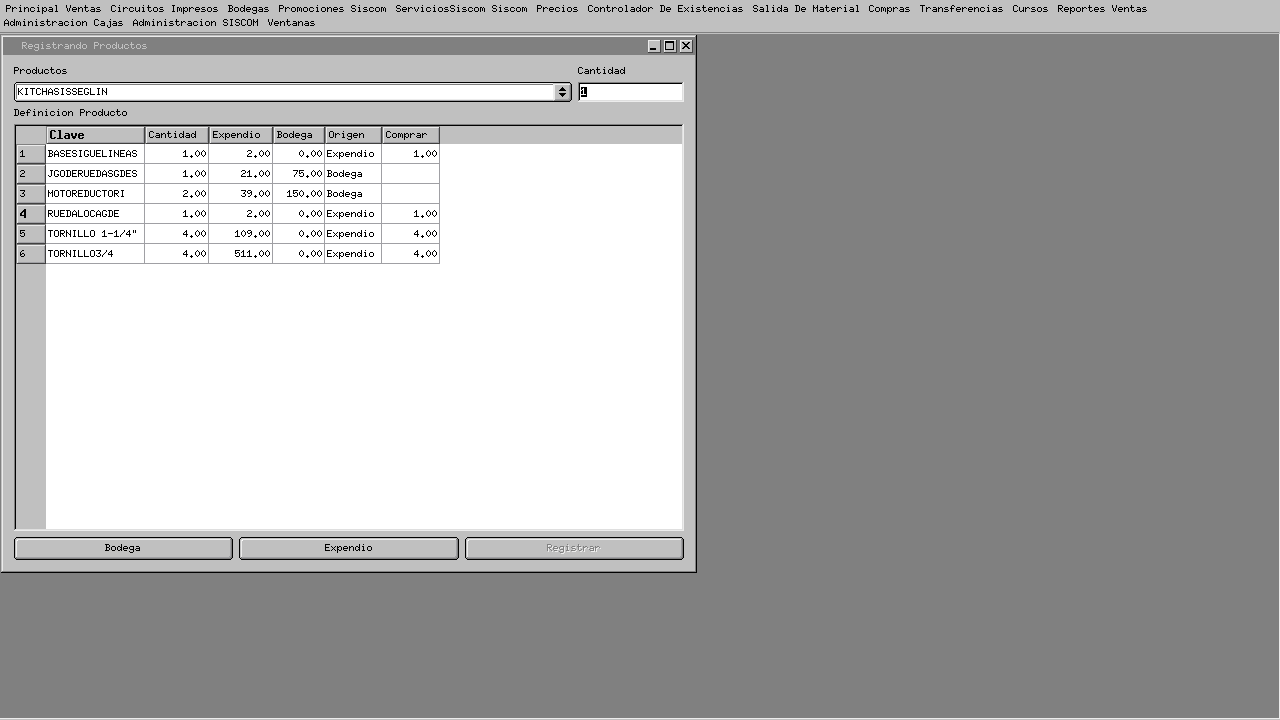 Principal Ventas Circuitos Impresos Bodegas Promociones Siscom ServiciosSiscom Siscom Precios Controlador De Existencias Salida De Material Compras Transferencias Cursos Reportes Ventas
Administracion Cajas Administracion SISCOM Ventanas
Registrando Productos
Productos Cantidad
KITCHASISSEGLIN 1
Definicion Producto
Clave Cantidad Expendio Bodega Origen Comprar
1 BASESIGUELINEAS 1.00 2.00 0.00 Expendio 1.00
2 JGODERUEDASGDES 1.00 21.00 75.00 Bodega
3 MOTOREDUCTORI 2.00 39.00 150.00 Bodega
4 RUEDALOCAGDE 1.00 2.00 0.00 Expendio 1.00
5 TORNILLO 1-1/4" 4.00 109.00 0.00 Expendio 4.00
6 TORNILLO3/4 4.00 511.00 0.00 Expendio 4.00
Bodega Expendio Registrar